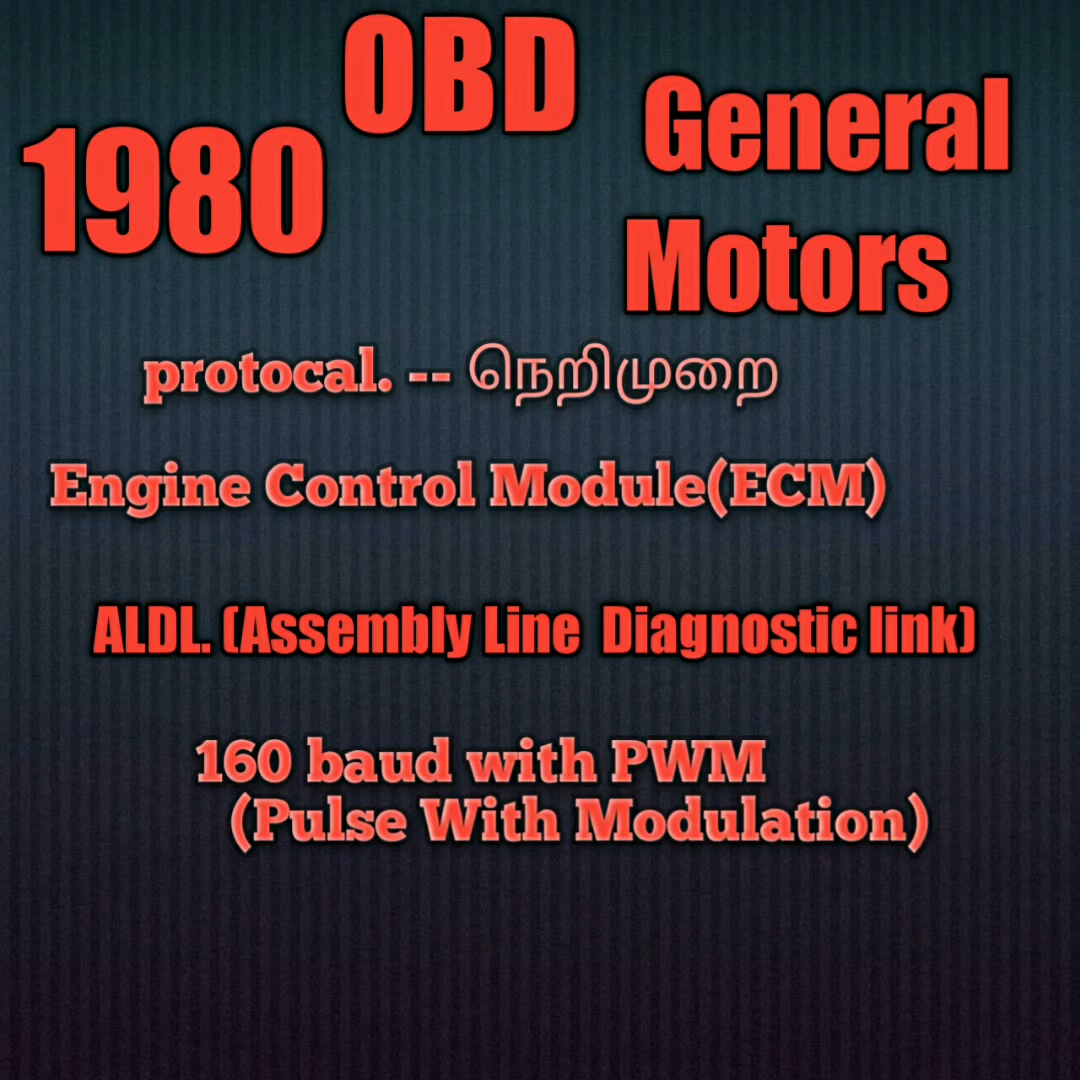 OBD
1980
General
Motors
protocal. -- நெறிமுறை
Engine Control Module(ECM)
ALDL. (Assembly Line Diagnostic link)
160 baud with PWM
(Pulse With Modulation)